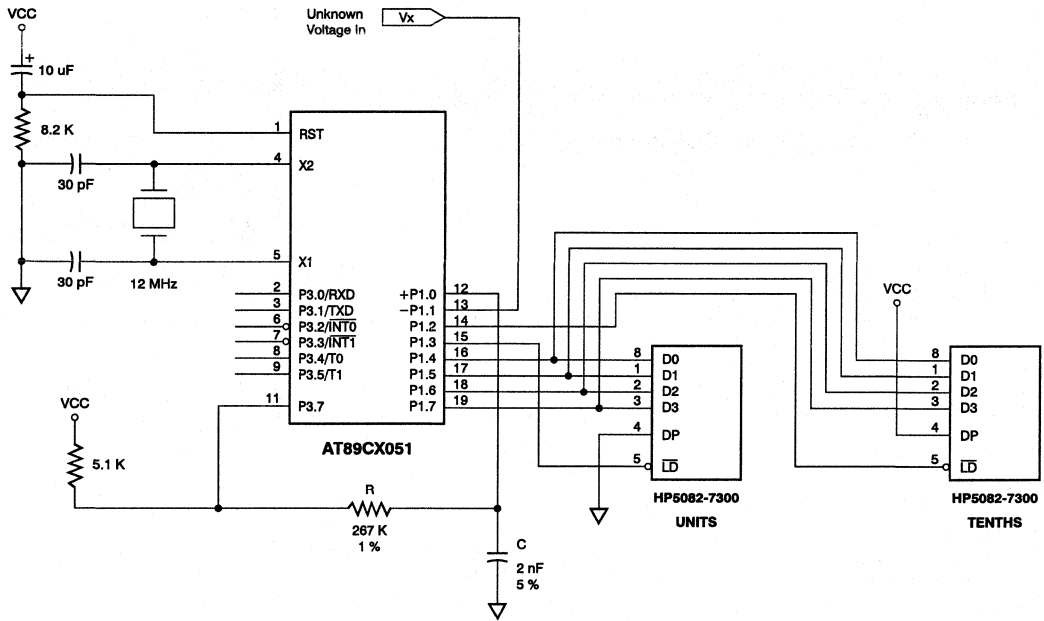 VCC
Unknown
Voltage In
Vx
+
10 uF
8.2 K
1
RST
4
X2
30 pF
5
X1
30 pF
12 MHz
2
P3.0/RXD
3
P3.1/TXD
6
P3.2/INT0
7
P3.3/INT1
8
P3.4/T0
9
P3.5/T1
11
P3.7
+P1.0
12
−P1.1
13
P1.2
14
P1.3
15
P1.4
16
P1.5
17
P1.6
18
P1.7
19
AT89CX051
VCC
5.1 K
R
267 K
1 %
C
2 nF
5 %
8
D0
1
D1
2
D2
3
D3
4
DP
5
LD
HP5082-7300
UNITS
VCC
8
D0
1
D1
2
D2
3
D3
4
DP
5
LD
HP5082-7300
TENTHS